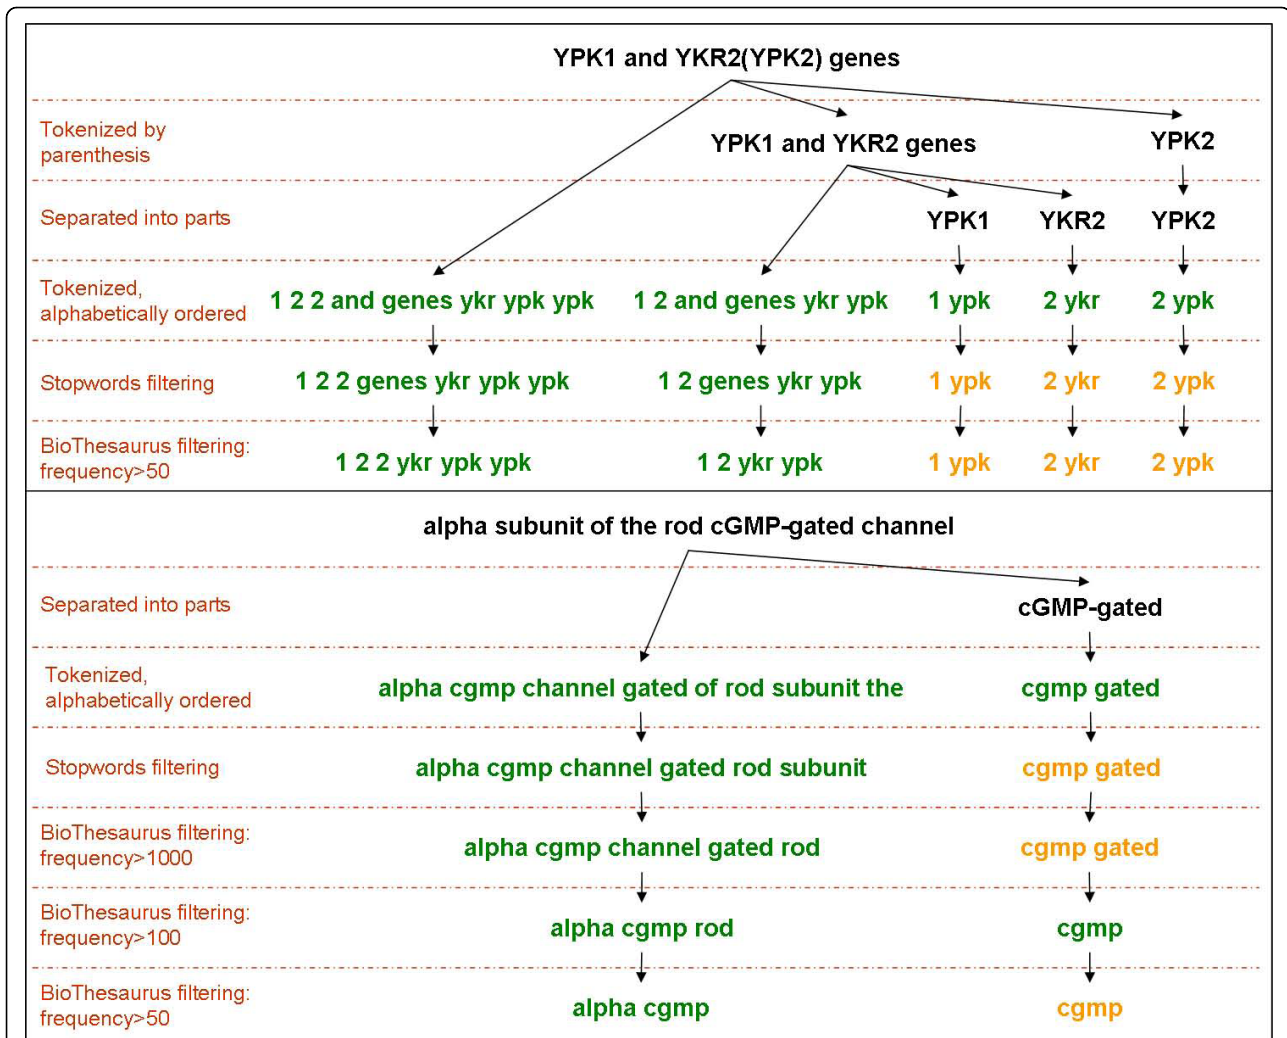 YPK1 and YKR2(YPK2) genes
Tokenized by
parenthesis
YPK1 and YKR2 genes
YPK2
Separated into parts
YPK1
YKR2
YPK2
Tokenized,
alphabetically ordered
1 2 2 and genes ykr ypk ypk
1 2 and genes ykr ypk
1 ypk
2 ykr
2 ypk
Stopwords filtering
1 2 2 genes ykr ypk ypk
1 2 genes ykr ypk
1 ypk
2 ykr
2 ypk
BioThesaurus filtering:
frequency>50
1 2 2 ykr ypk ypk
1 2 ykr ypk
1 ypk
2 ykr
2 ypk
alpha subunit of the rod cGMP-gated channel
Separated into parts
cGMP-gated
Tokenized,
alphabetically ordered
alpha cgmp channel gated of rod subunit the
cgmp gated
Stopwords filtering
alpha cgmp channel gated rod subunit
cgmp gated
BioThesaurus filtering:
frequency>1000
alpha cgmp channel gated rod
cgmp gated
BioThesaurus filtering:
frequency>100
alpha cgmp rod
cgmp
BioThesaurus filtering:
frequency>50
alpha cgmp
cgmp